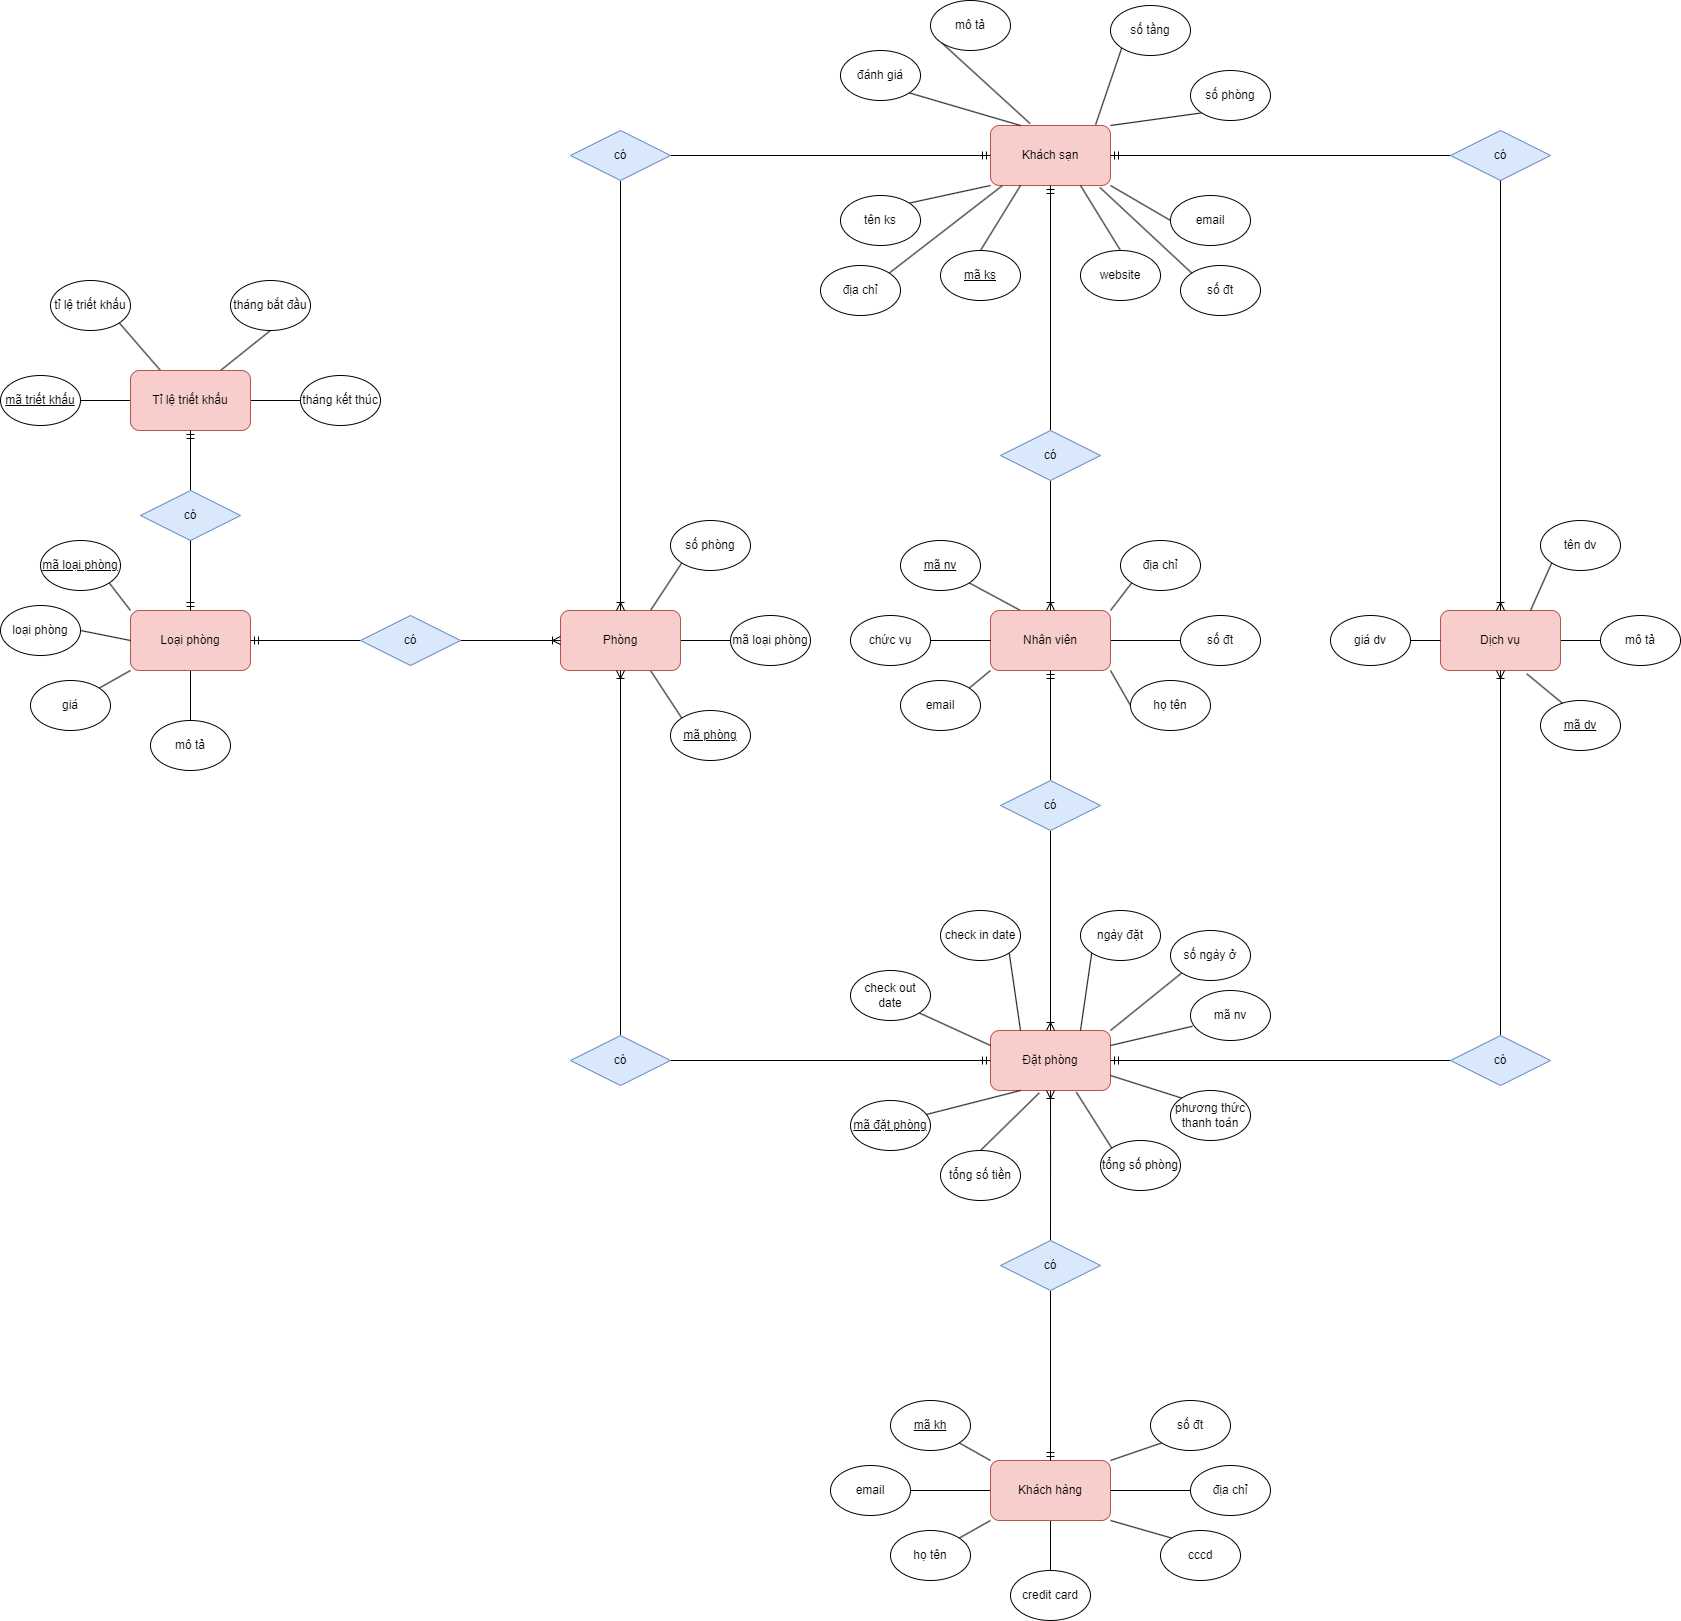 mô tả
số tầng
đánh giá
số phòng
có
Khách sạn
có
tên ks
email
địa chỉ
mã ks
website
số đt
tỉ lệ triết khấu
tháng bắt đầu
mã triết khấu
Tỉ lệ triết khấu
tháng kết thúc
có
có
mã loại phòng
số phòng
mã nv
địa chỉ
tên dv
loại phòng
Loại phòng
có
Phòng
mã loại phòng
chức vụ
Nhân viên
số đt
giá dv
Dịch vụ
mô tả
giá
mô tả
mã phòng
email
họ tên
mã dv
có
check in date
ngày đặt
số ngày ở
check out
date
mã nv
có
Đặt phòng
có
mã đặt phòng
phương thức
thanh toán
tổng số tiền
tổng số phòng
có
mã kh
số đt
email
Khách hàng
địa chỉ
họ tên
cccd
credit card